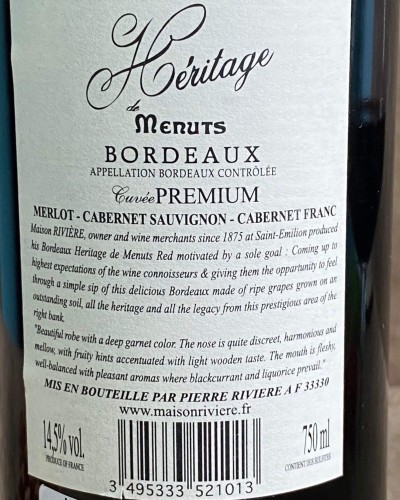 Héritage
de
MENUTS
BORDEAUX
APPELLATION BORDEAUX CONTRÔLÉE
Cuvée PREMIUM
MERLOT - CABERNET SAUVIGNON - CABERNET FRANC
Maison RIVIÈRE, owner and wine merchants since 1875 at Saint-Emilion produced
his Bordeaux Heritage de Menuts Red motivated by a sole goal : Coming up to
highest expectations of the wine connoisseurs & giving them the opportunity to feel
through a simple sip of this delicious Bordeaux made of ripe grapes grown on an
outstanding soil, all the heritage and all the legacy from this prestigious area of the
right bank.
"Beautiful robe with a deep garnet color. The nose is quite discreet, harmonious and
mellow, with fruity hints accentuated with light wooden taste. The mouth is fleshy,
well-balanced with pleasant aromas where blackcurrant and liquorice prevail."
MIS EN BOUTEILLE PAR PIERRE RIVIERE A F 33330
www.maisonriviere.fr
14,5% vol.
PRODUCE OF FRANCE
750 ml
CONTIENT DES SULFITES
3 495333 521013